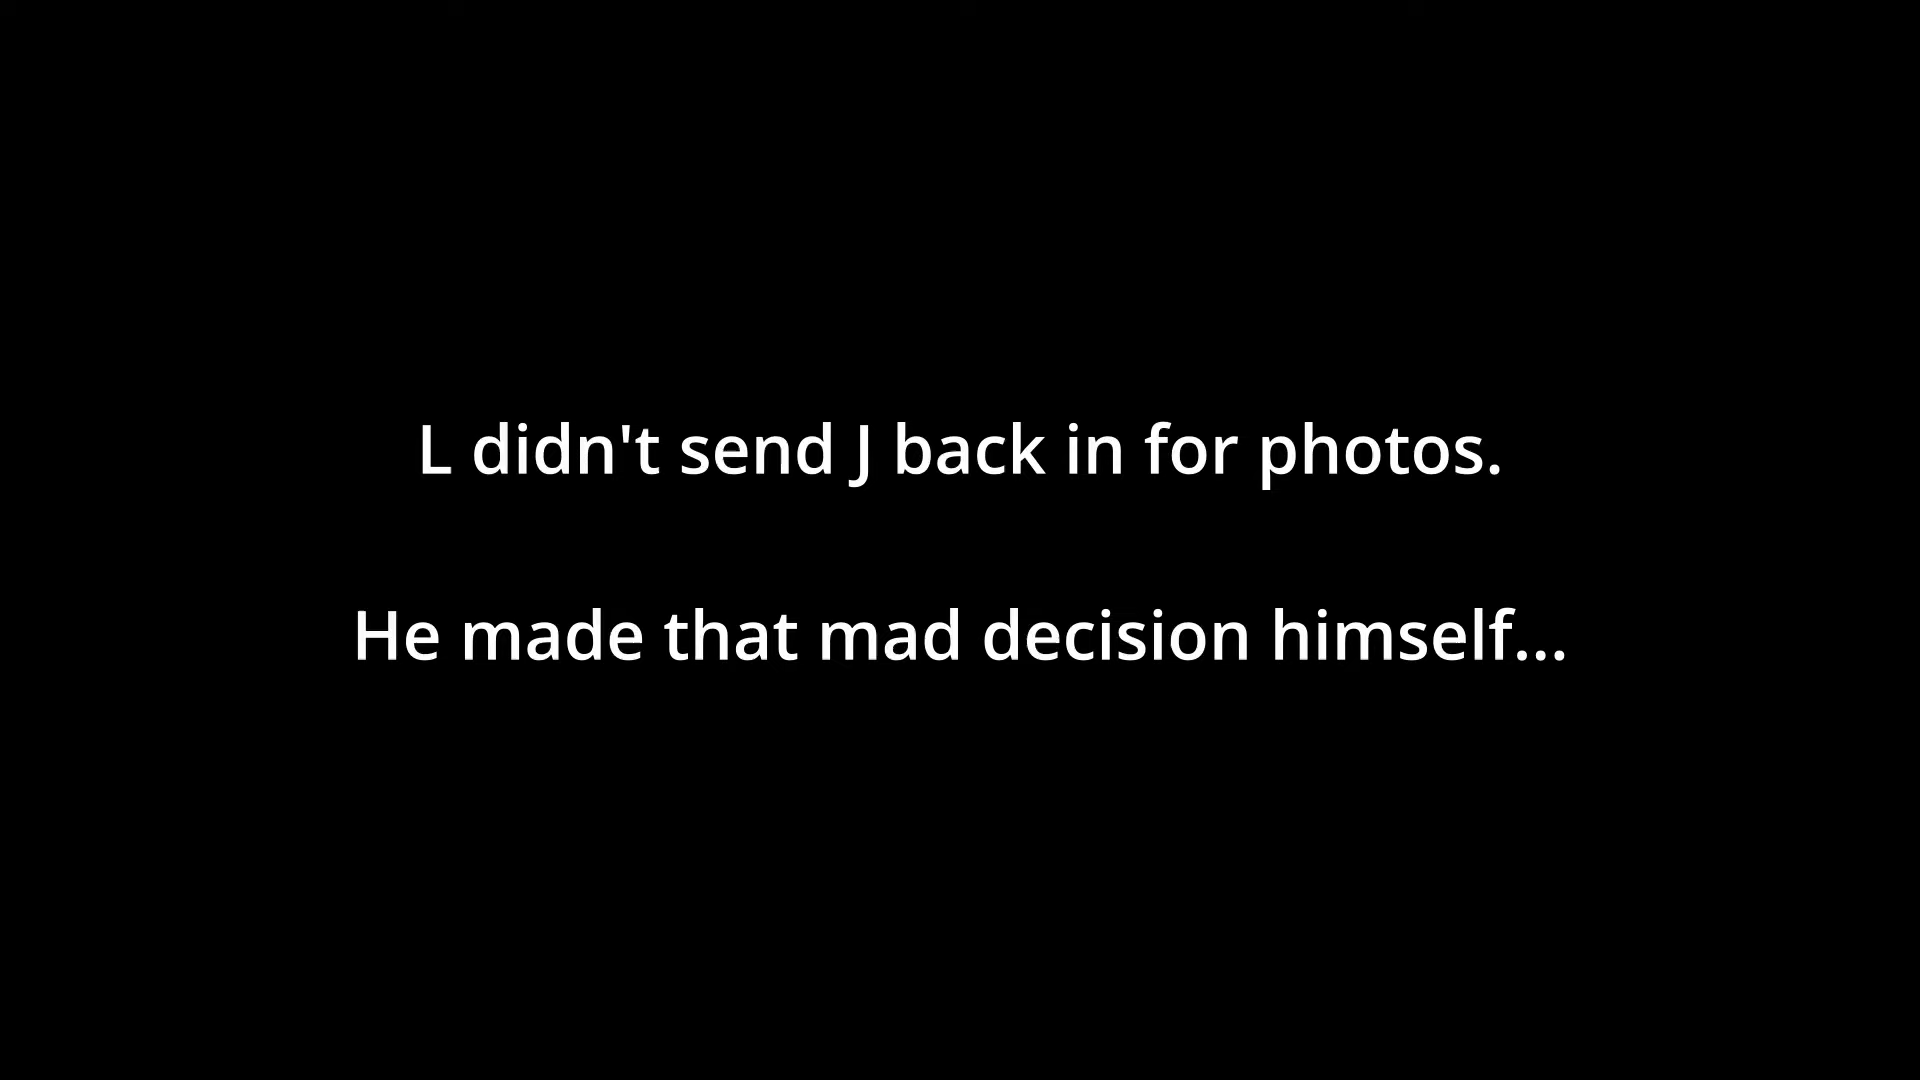 L didn't send J back in for photos.
He made that mad decision himself...